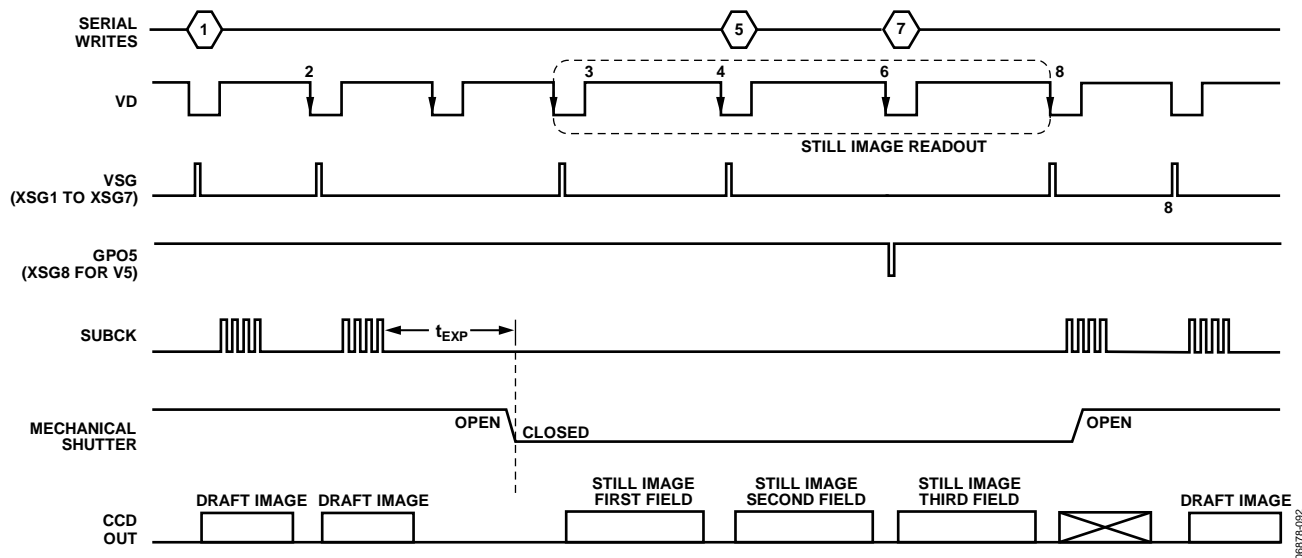 SERIAL
WRITES
1
5
7
VD
2
3
4
6
8
STILL IMAGE READOUT
VSG
(XSG1 TO XSG7)
8
GPO5
(XSG8 FOR V5)
SUBCK
tEXP
MECHANICAL
SHUTTER
OPEN
CLOSED
OPEN
CCD
OUT
DRAFT IMAGE
DRAFT IMAGE
STILL IMAGE
FIRST FIELD
STILL IMAGE
SECOND FIELD
STILL IMAGE
THIRD FIELD
DRAFT IMAGE
06878-092